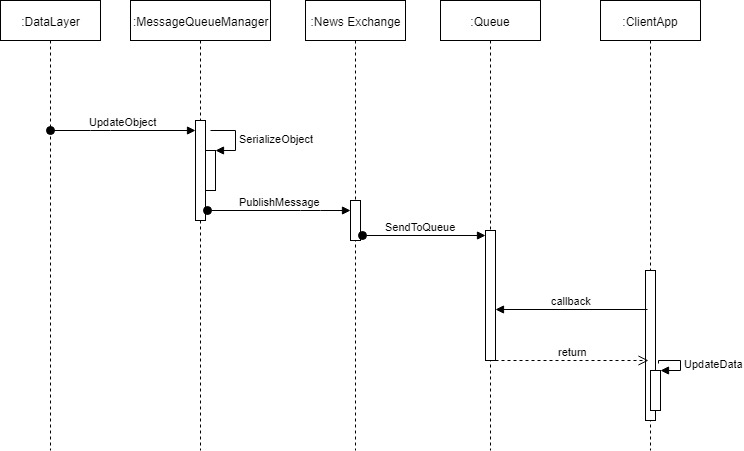 :DataLayer
:MessageQueueManager
:News Exchange
:Queue
:ClientApp
UpdateObject
SerializeObject
PublishMessage
SendToQueue
callback
return
UpdateData